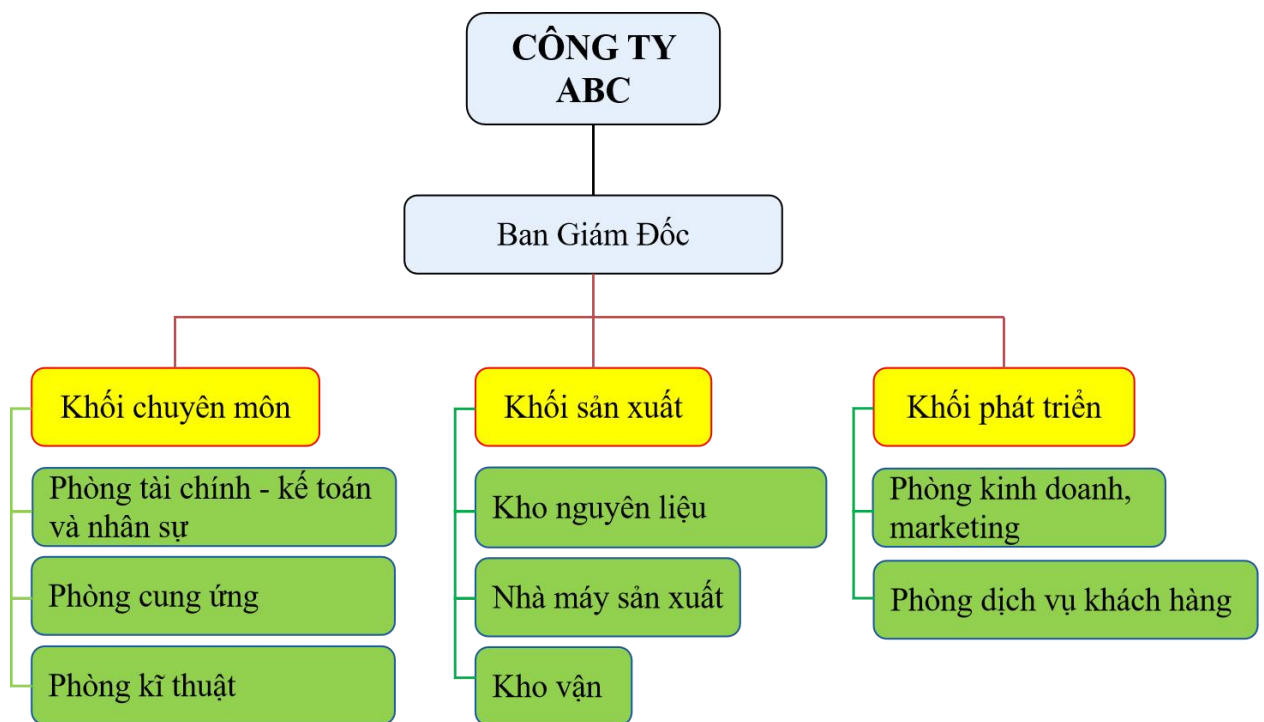 CÔNG TY
ABC
Ban Giám Đốc
Khối chuyên môn
Phòng tài chính - kế toán
và nhân sự
Phòng cung ứng
Phòng kĩ thuật
Khối sản xuất
Kho nguyên liệu
Nhà máy sản xuất
Kho vận
Khối phát triển
Phòng kinh doanh,
marketing
Phòng dịch vụ khách hàng